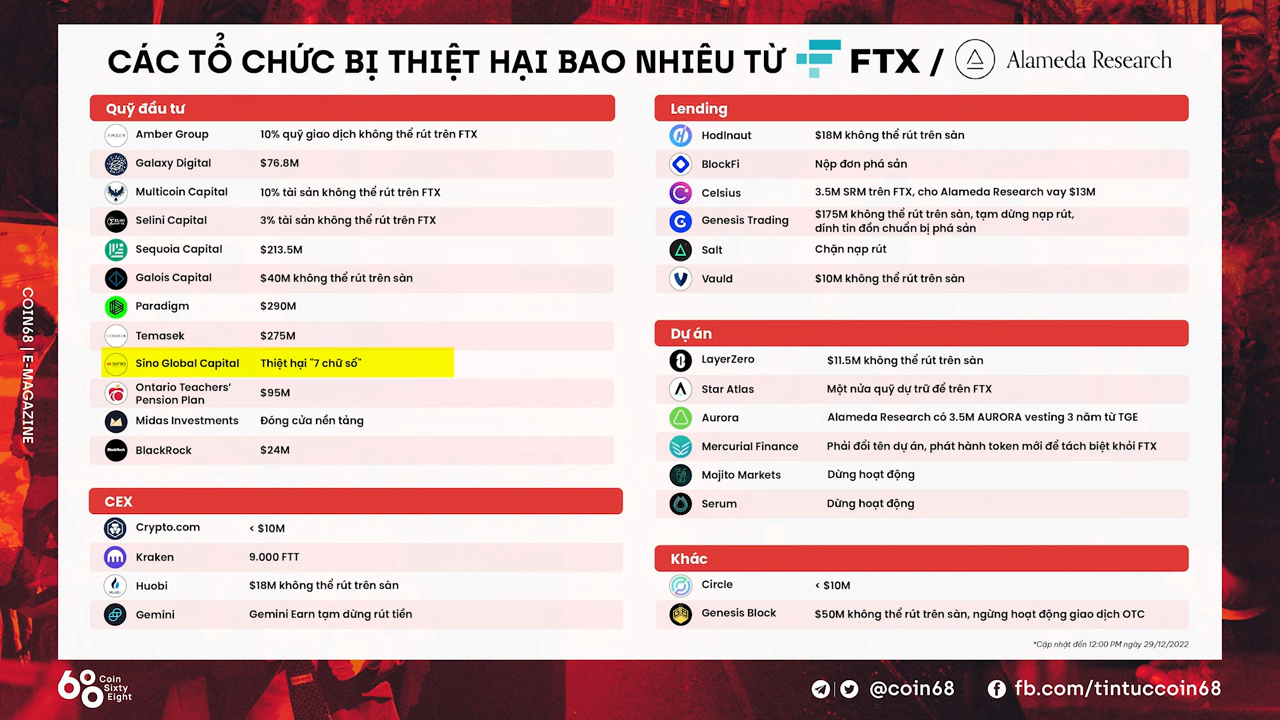 CÁC TỔ CHỨC BỊ THIỆT HẠI BAO NHIÊU TỪ FTX / Alameda Research
Quỹ đầu tư
Amber Group 10% quỹ giao dịch không thể rút trên FTX
Galaxy Digital $76.8M
Multicoin Capital 10% tài sản không thể rút trên FTX
Selini Capital 3% tài sản không thể rút trên FTX
Sequoia Capital $213.5M
Galois Capital $40M không thể rút trên sàn
Paradigm $290M
Temasek $275M
Sino Global Capital Thiệt hại "7 chữ số"
Ontario Teachers'
Pension Plan $95M
Midas Investments Đóng cửa nền tảng
BlackRock BlackRock $24M
CEX
Crypto.com < $10M
Kraken 9.000 FTT
Huobi Huobi $18M không thể rút trên sàn
Gemini Gemini Earn tạm dừng rút tiền
Lending
Hodlnaut $18M không thể rút trên sàn
BlockFi Nộp đơn phá sản
Celsius 3.5M SRM trên FTX, cho Alameda Research vay $13M
Genesis Trading $175M không thể rút trên sàn, tạm dừng nạp rút,
dính tin đồn chuẩn bị phá sản
Salt Chặn nạp rút
Vauld $10M không thể rút trên sàn
Dự án
LayerZero $11.5M không thể rút trên sàn
Star Atlas Một nửa quỹ dự trữ để trên FTX
Aurora Alameda Research có 3.5M AURORA vesting 3 năm từ TGE
Mercurial Finance Phải đổi tên dự án, phát hành token mới để tách biệt khỏi FTX
Mojito Markets Dừng hoạt động
Serum Dừng hoạt động
Khác
Circle < $10M
Genesis Block $50M không thể rút trên sàn, ngừng hoạt động giao dịch OTC
*Cập nhật đến 12:00 PM ngày 29/12/2022
COIN68 | E-MAGAZINE
68 Coin
Sixty
Eight
@coin68
fb.com/tintuccoin68